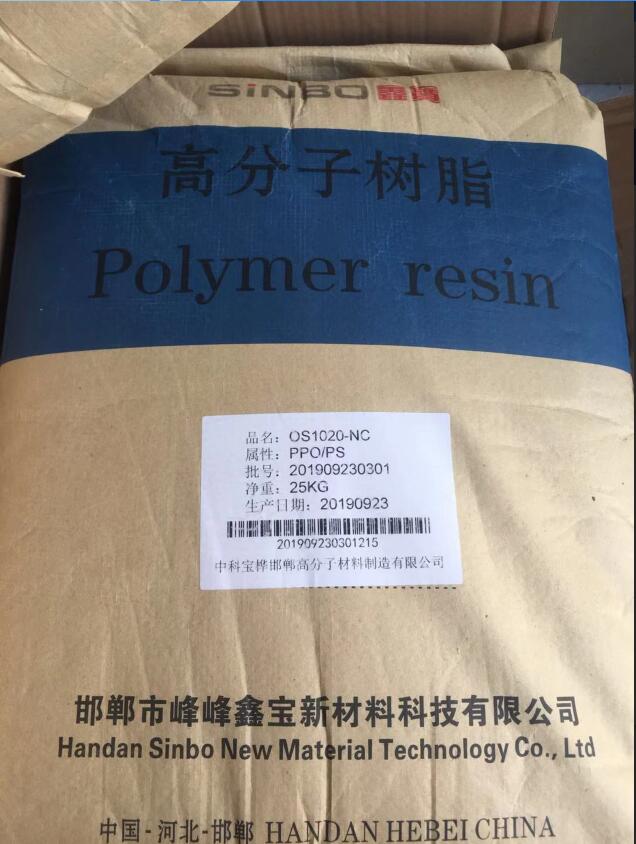 SINBO 鑫寶
高分子树脂
Polymer resin
品名：OS1020-NC
属性：PPO/PS
批号：201909230301
净重：25KG
生产日期：20190923
201909230301215
中科宝桦邯郸高分子材料制造有限公司
邯郸市峰峰鑫宝新材料科技有限公司
Handan Sinbo New Material Technology Co., Ltd
中国-河北-邯郸 HANDAN HEBEI CHINA